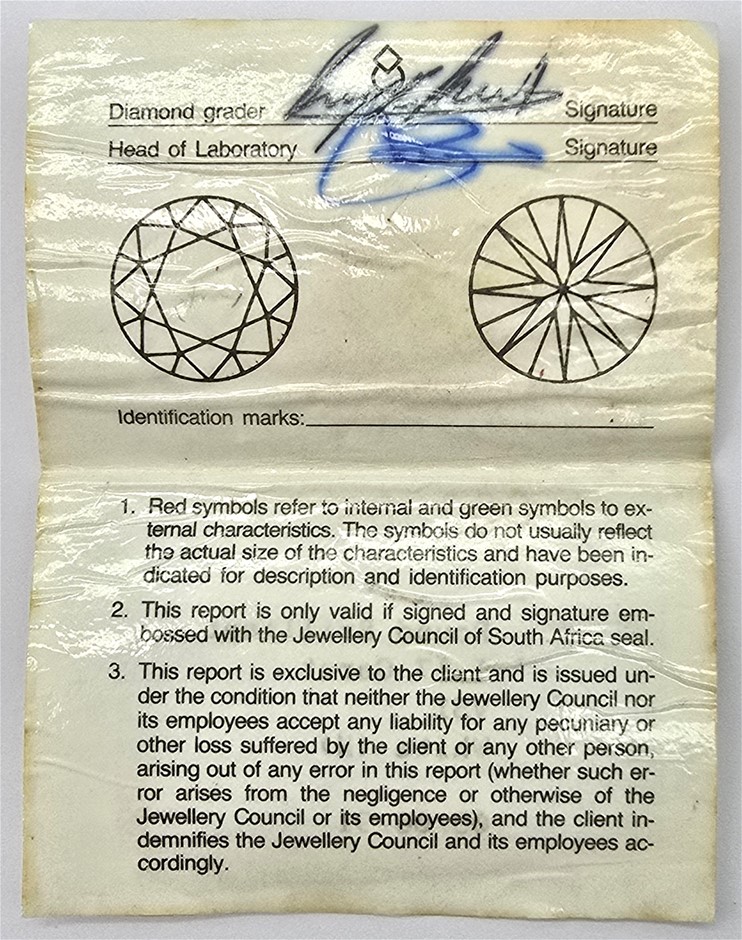 Diamond grader Signature
Head of Laboratory Signature
Identification marks:
1. Red symbols refer to internal and green symbols to ex-
ternal characteristics. The symbols do not usually reflect
the actual size of the characteristics and have been in-
dicated for description and identification purposes.
2. This report is only valid if signed and signature em-
bossed with the Jewellery Council of South Africa seal.
3. This report is exclusive to the client and is issued un-
der the condition that neither the Jewellery Council nor
its employees accept any liability for any pecuniary or
other loss suffered by the client or any other person,
arising out of any error in this report (whether such er-
ror arises from the negligence or otherwise of the
Jewellery Council or its employees), and the client in-
demnifies the Jewellery Council and its employees ac-
cordingly.